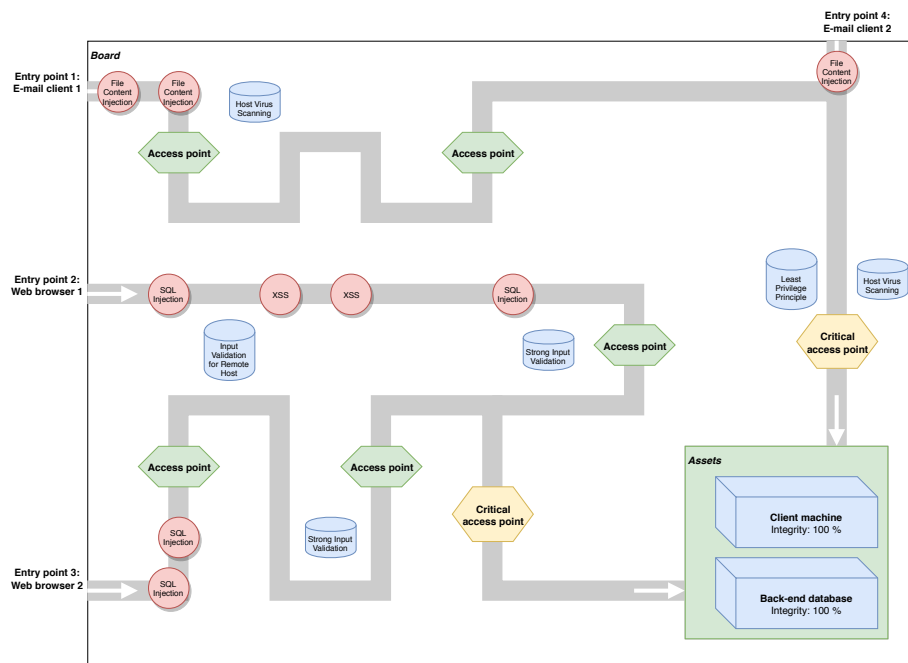 Entry point 4:
E-mail client 2
Board
Entry point 1:
E-mail client 1
File
Content
Injection
File
Content
Injection
Host Virus
Scanning
File
Content
Injection
Access point
Access point
Entry point 2:
Web browser 1
SQL
Injection
XSS
XSS
SQL
Injection
Least
Privilege
Principle
Host Virus
Scanning
Input
Validation
for Remote
Host
Strong Input
Validation
Access point
Critical
access point
Access point
Access point
Assets
Critical
access point
Client machine
Integrity: 100 %
SQL
Injection
Strong Input
Validation
Entry point 3:
Web browser 2
SQL
Injection
Back-end database
Integrity: 100 %